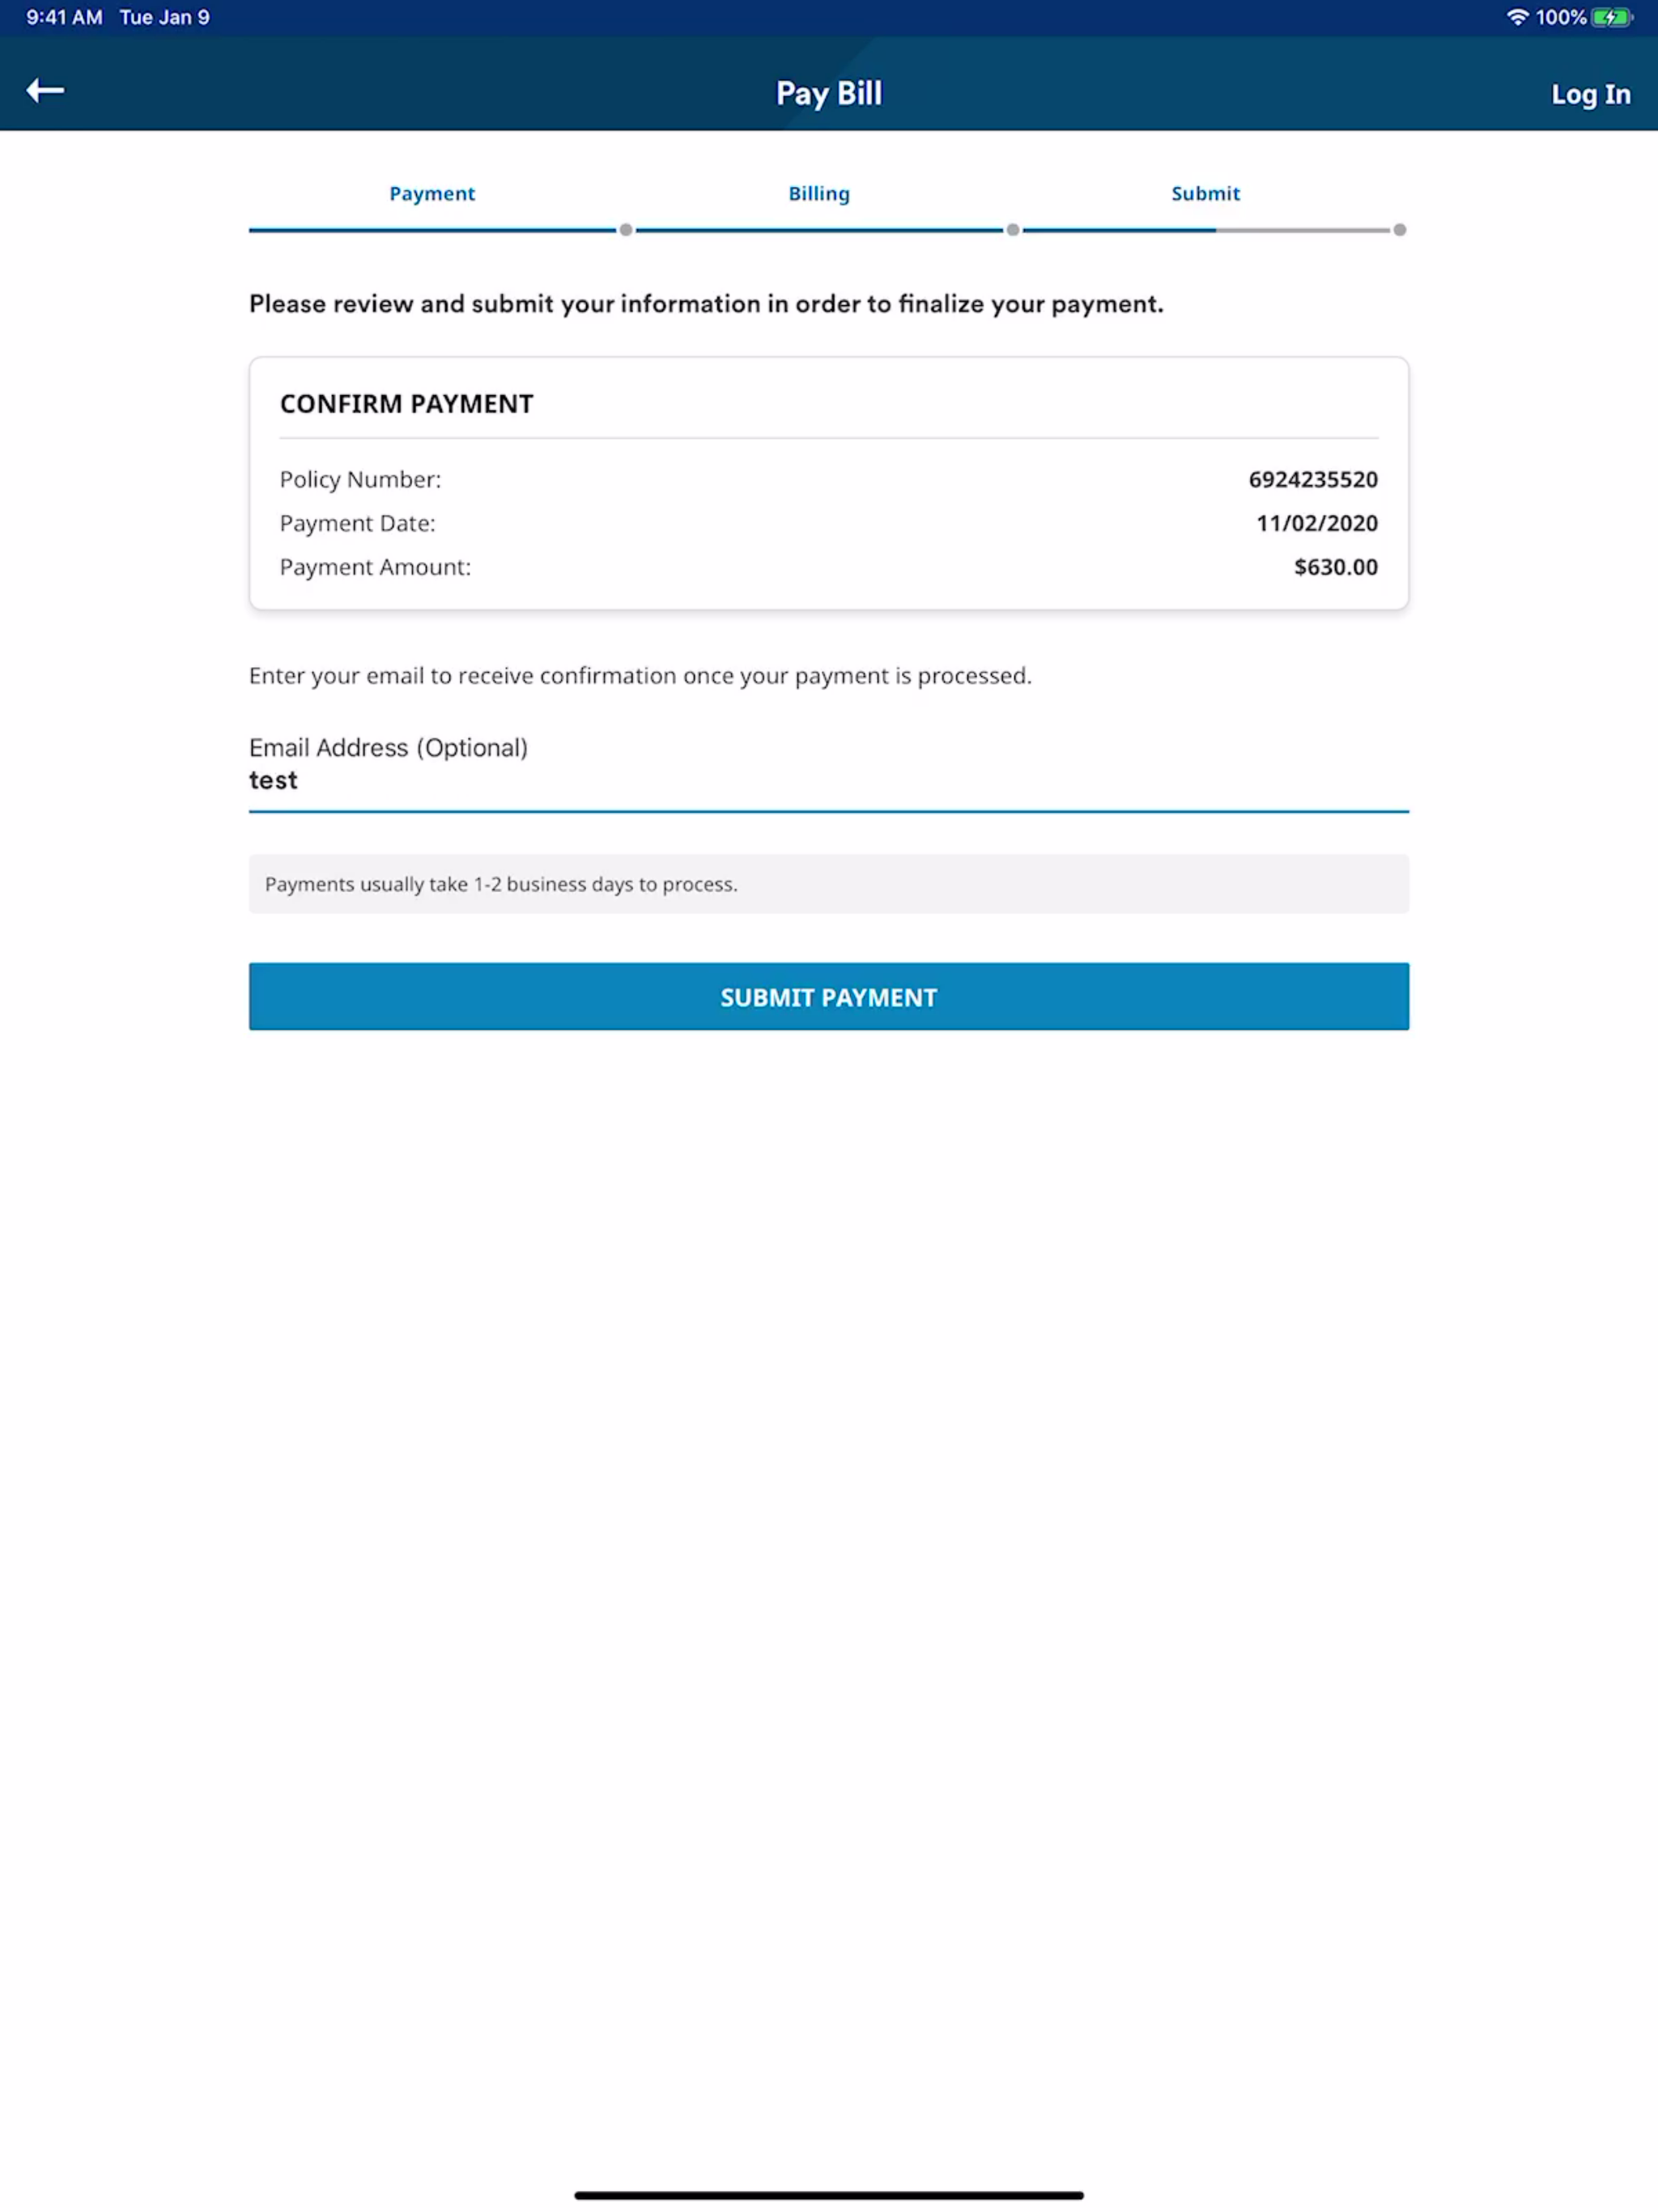 9:41 AM Tue Jan 9 100%
Pay Bill
Log In
Payment Billing Submit
Please review and submit your information in order to finalize your payment.
CONFIRM PAYMENT
Policy Number: 6924235520
Payment Date: 11/02/2020
Payment Amount: $630.00
Enter your email to receive confirmation once your payment is processed.
Email Address (Optional)
test
Payments usually take 1-2 business days to process.
SUBMIT PAYMENT